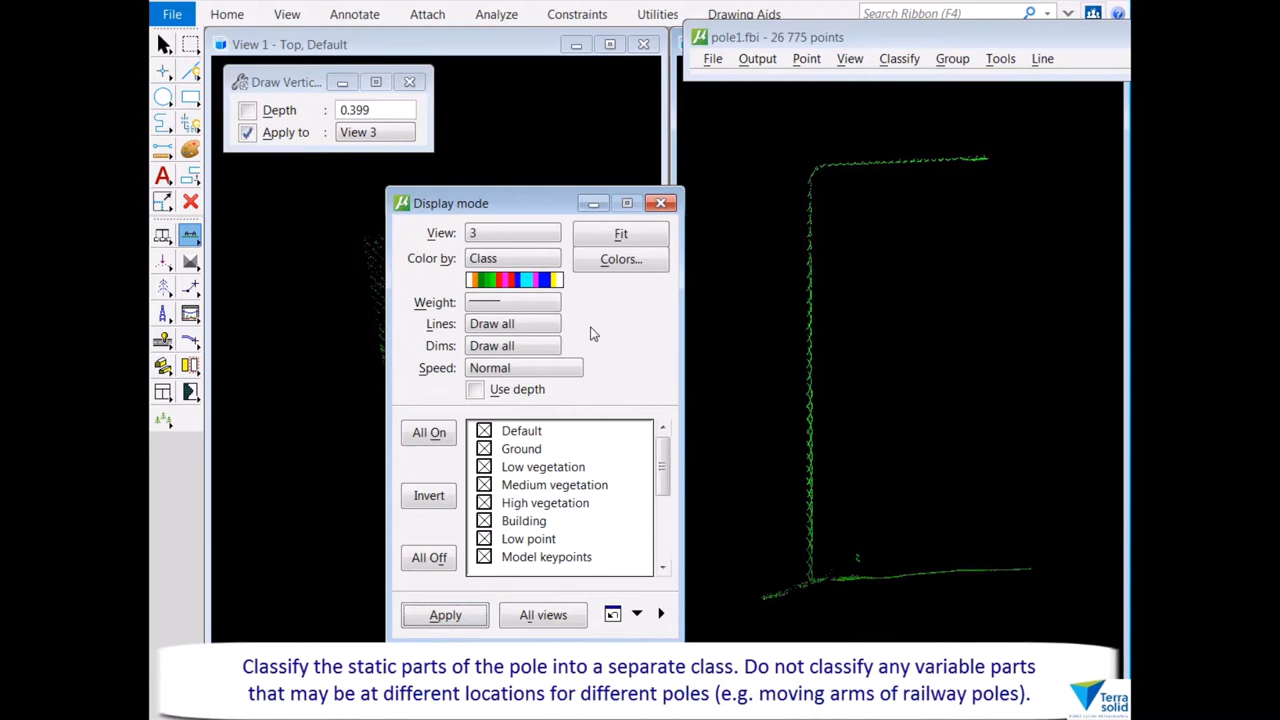 File Home View Annotate Attach Analyze Constraints Utilities Drawing Aids Search Ribbon (F4)
View 1 - Top, Default
pole1.fbi - 26 775 points
File Output Point View Classify Group Tools Line
Draw Vertic...
Depth : 0.399
Apply to : View 3
Display mode
View: 3 Fit
Color by: Class Colors...
Weight:
Lines: Draw all
Dims: Draw all
Speed: Normal
Use depth
All On
Invert
All Off
Default
Ground
Low vegetation
Medium vegetation
High vegetation
Building
Low point
Model keypoints
Apply All views
Classify the static parts of the pole into a separate class. Do not classify any variable parts
that may be at different locations for different poles (e.g. moving arms of railway poles).
Terra
solid